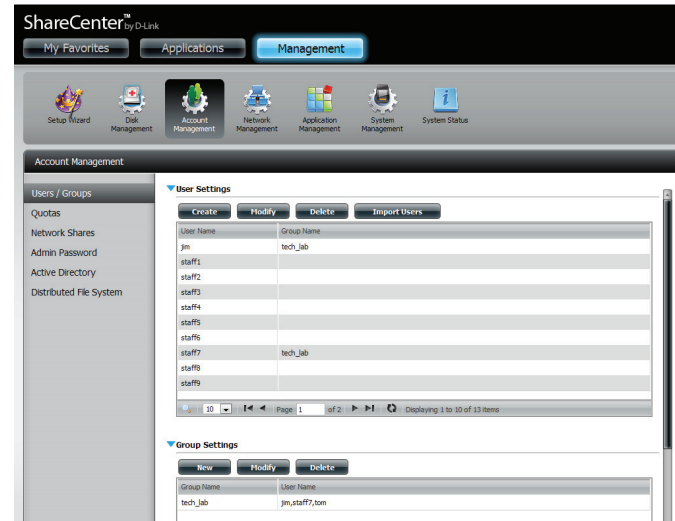 ShareCenter™ by D-Link
My Favorites Applications Management
Setup Wizard Disk Management Account Management Network Management Application Management System Management System Status
Account Management
Users / Groups
Quotas
Network Shares
Admin Password
Active Directory
Distributed File System
User Settings
Create Modify Delete Import Users
User Name Group Name
jim tech_lab
staff1
staff2
staff3
staff4
staff5
staff6
staff7 tech_lab
staff8
staff9
10 Page 1 of 2 Displaying 1 to 10 of 13 items
Group Settings
New Modify Delete
Group Name User Name
tech_lab jim,staff7,tom